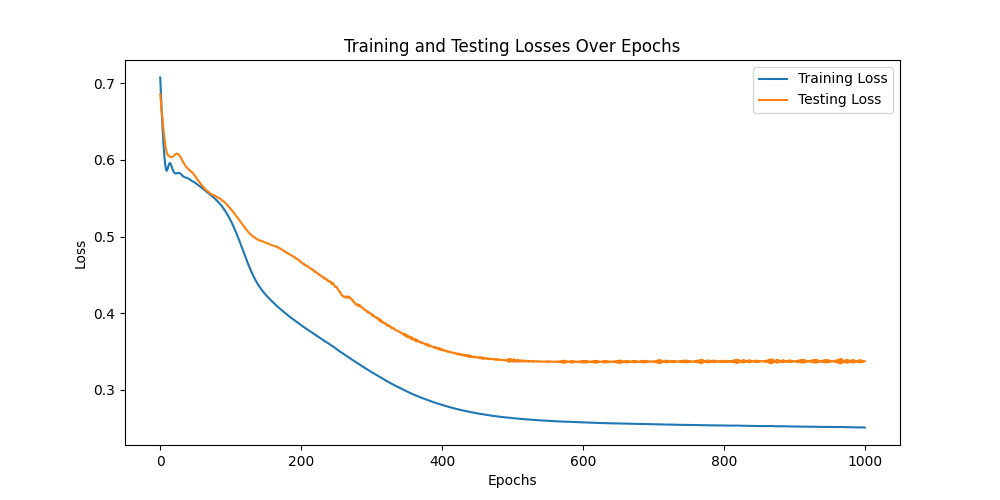 Training and Testing Losses Over Epochs
Training Loss
Testing Loss
0.7
0.6
0.5
0.4
0.3
Loss
0
200
400
600
800
1000
Epochs